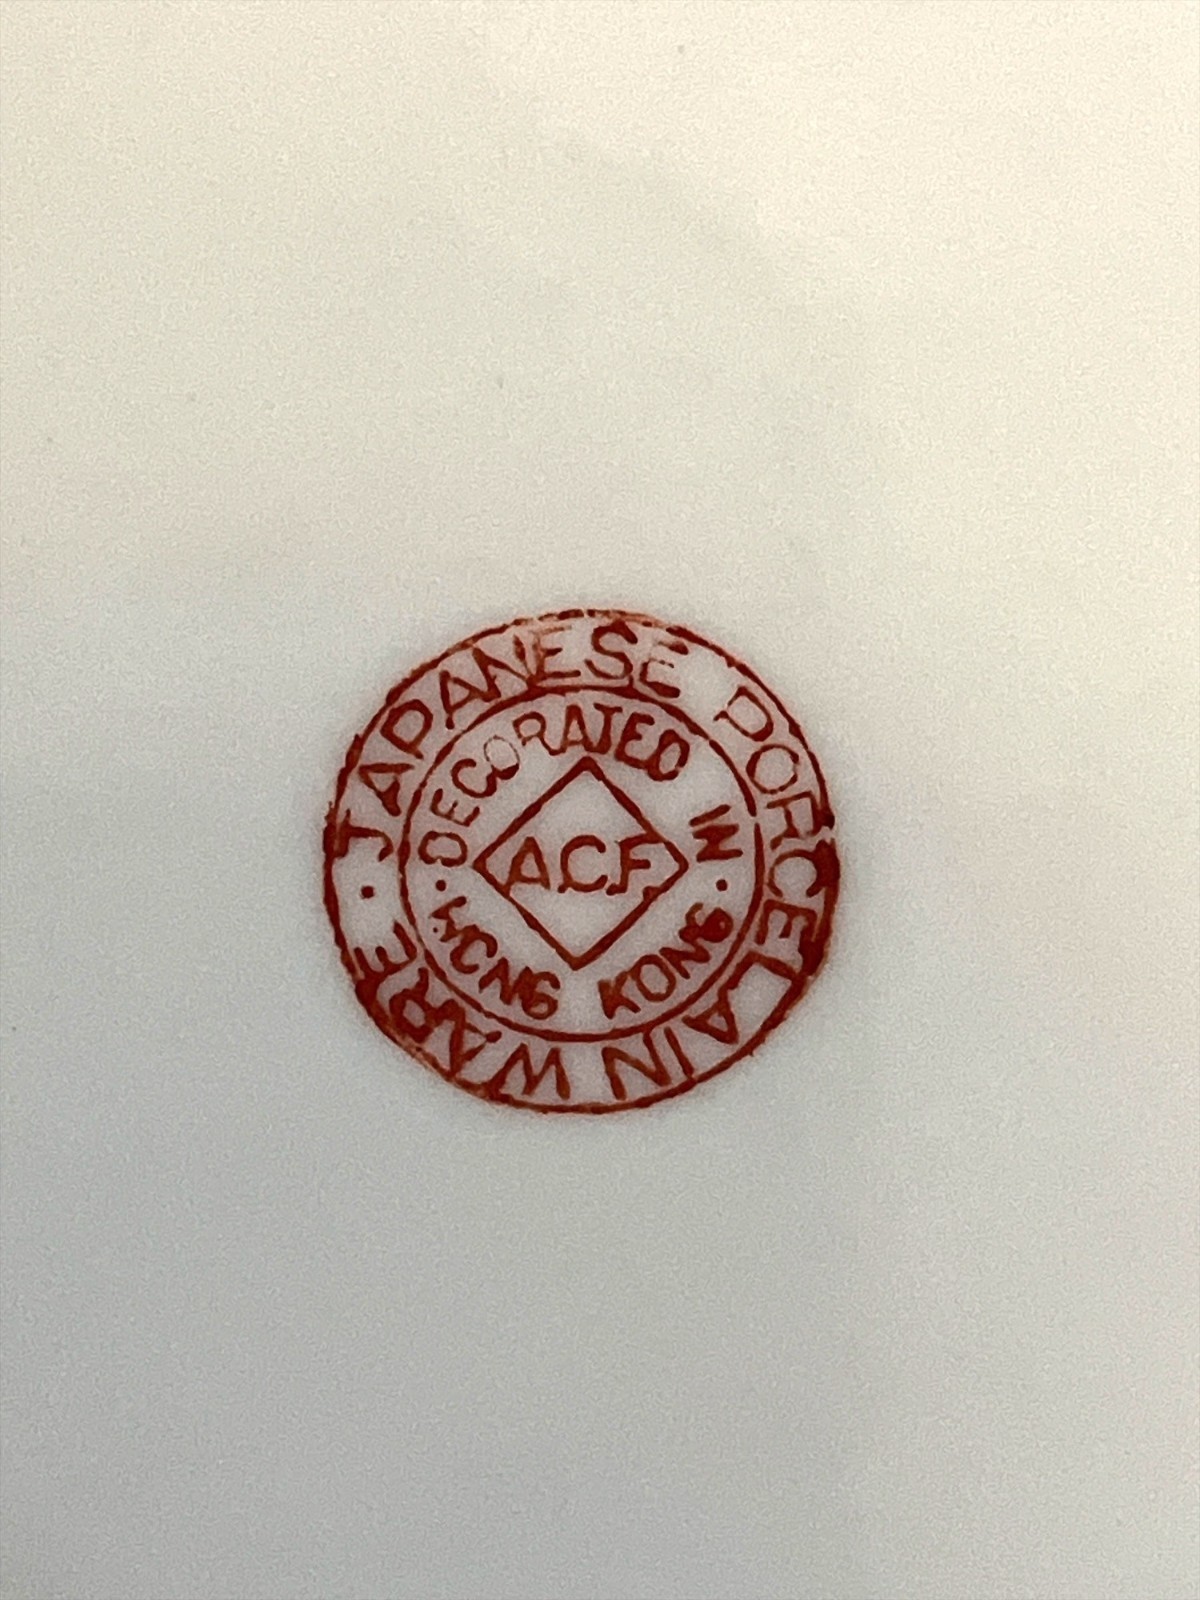 · JAPANESE PORCELAIN WARE
· DECORATED IN · HONG KONG
A.C.F.